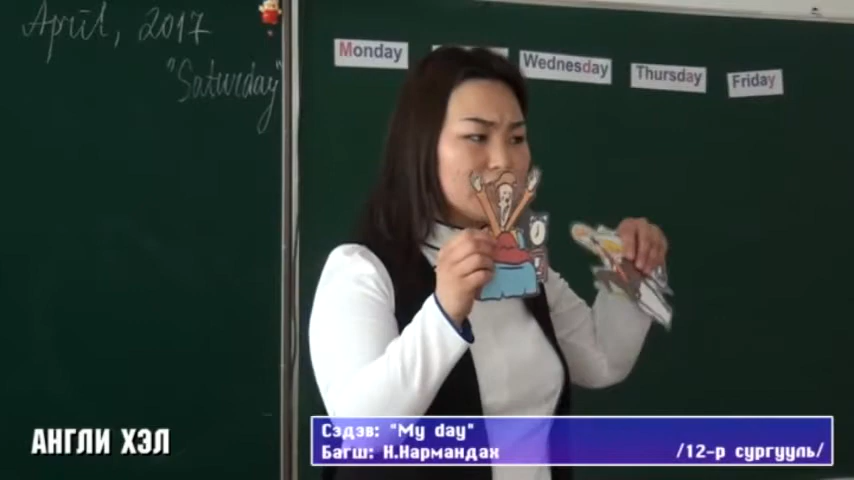 April, 2017
"Saturday"
Monday
Wednesday
Thursday
Friday
АНГЛИ ХЭЛ
Сэдэв: "My day"
Багш: Н.Нармандах
/12-р сургууль/